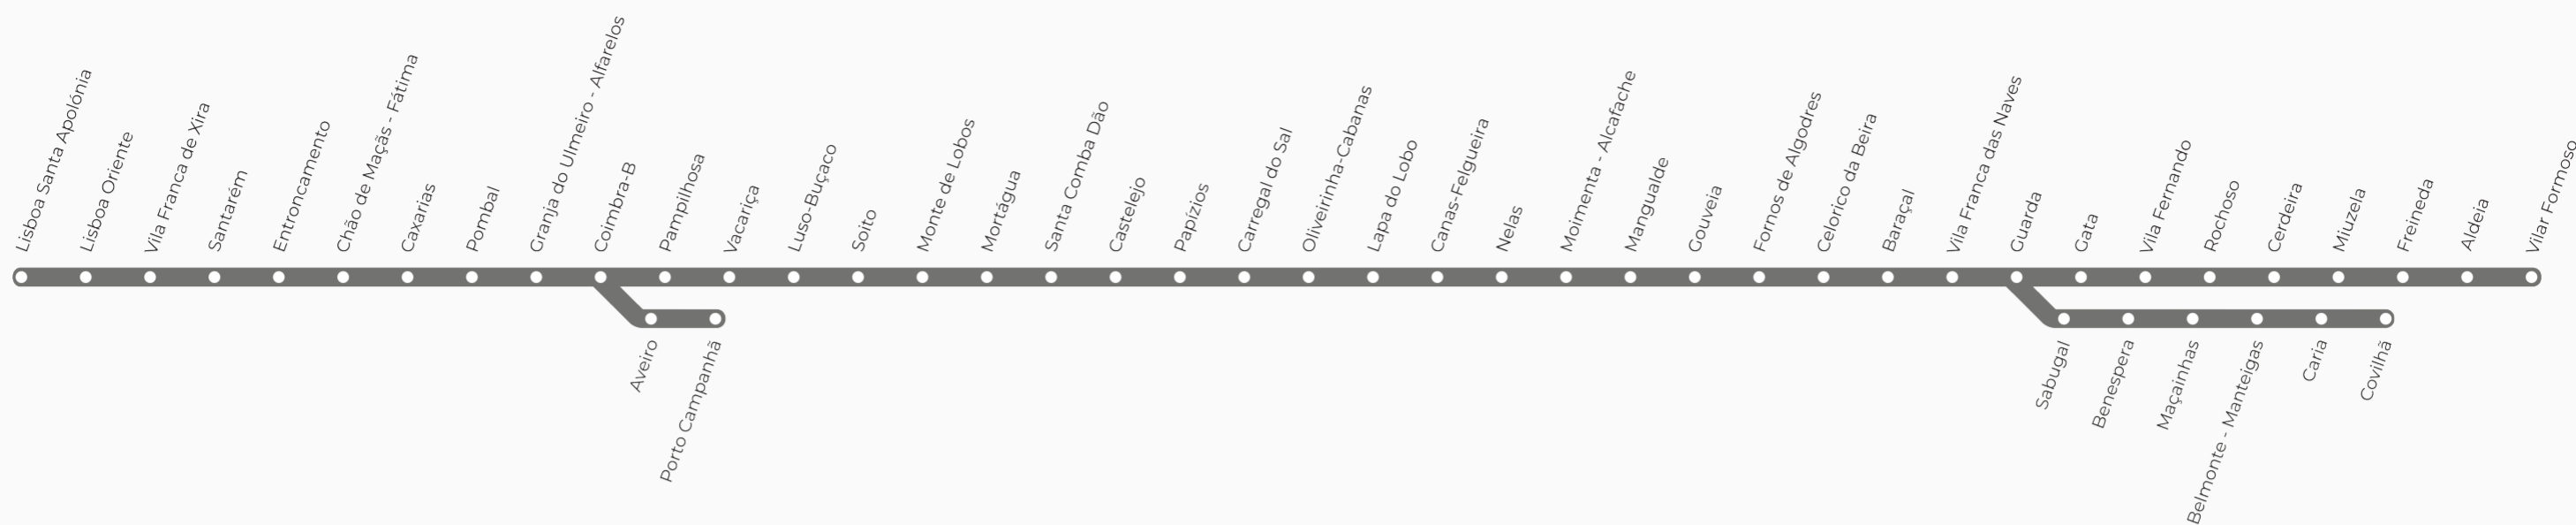 Lisboa Santa Apolónia
Lisboa Oriente
Vila Franca de Xira
Santarém
Entroncamento
Chão de Maçãs - Fátima
Caxarias
Pombal
Granja do Ulmeiro - Alfarelos
Coimbra-B
Pampilhosa
Vacariça
Luso-Buçaco
Soito
Monte de Lobos
Mortágua
Santa Comba Dão
Castelejo
Papízios
Carregal do Sal
Oliveirinha-Cabanas
Lapa do Lobo
Canas-Felgueira
Nelas
Moimenta - Alcafache
Mangualde
Gouveia
Fornos de Algodres
Celorico da Beira
Baraçal
Vila Franca das Naves
Guarda
Gata
Vila Fernando
Rochoso
Cerdeira
Miuzela
Freineda
Aldeia
Vilar Formoso
Aveiro
Porto Campanhã
Sabugal
Benespera
Maçainhas
Belmonte - Manteigas
Caria
Covilhã